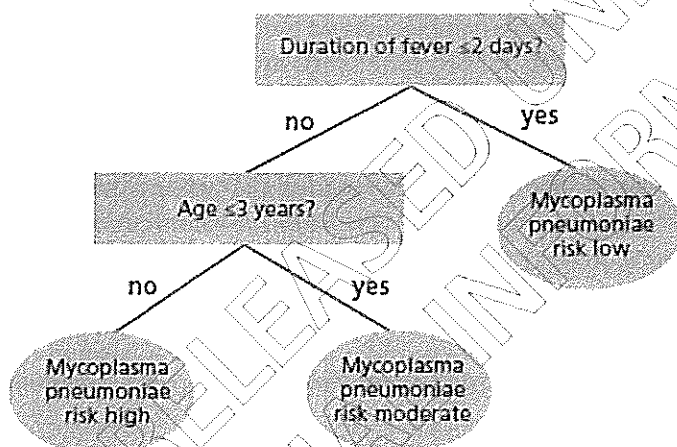 Duration of fever ≤2 days?
no
yes
Age ≤3 years?
Mycoplasma
pneumoniae
risk low
no
yes
Mycoplasma
pneumoniae
risk high
Mycoplasma
pneumoniae
risk moderate